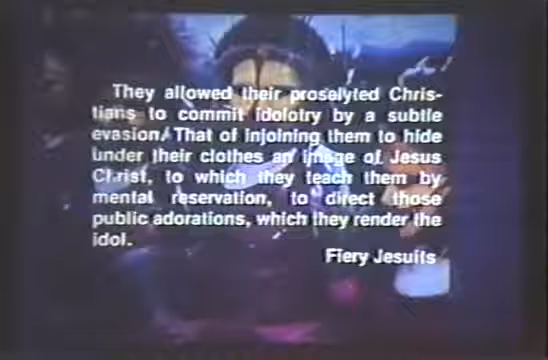 They allowed their proselyted Chris-
tians to commit idolotry by a subtle
evasion. That of injoining them to hide
under their clothes an image of Jesus
Christ, to which they teach them by
mental reservation, to direct those
public adorations, which they render the
idol.
Fiery Jesuits